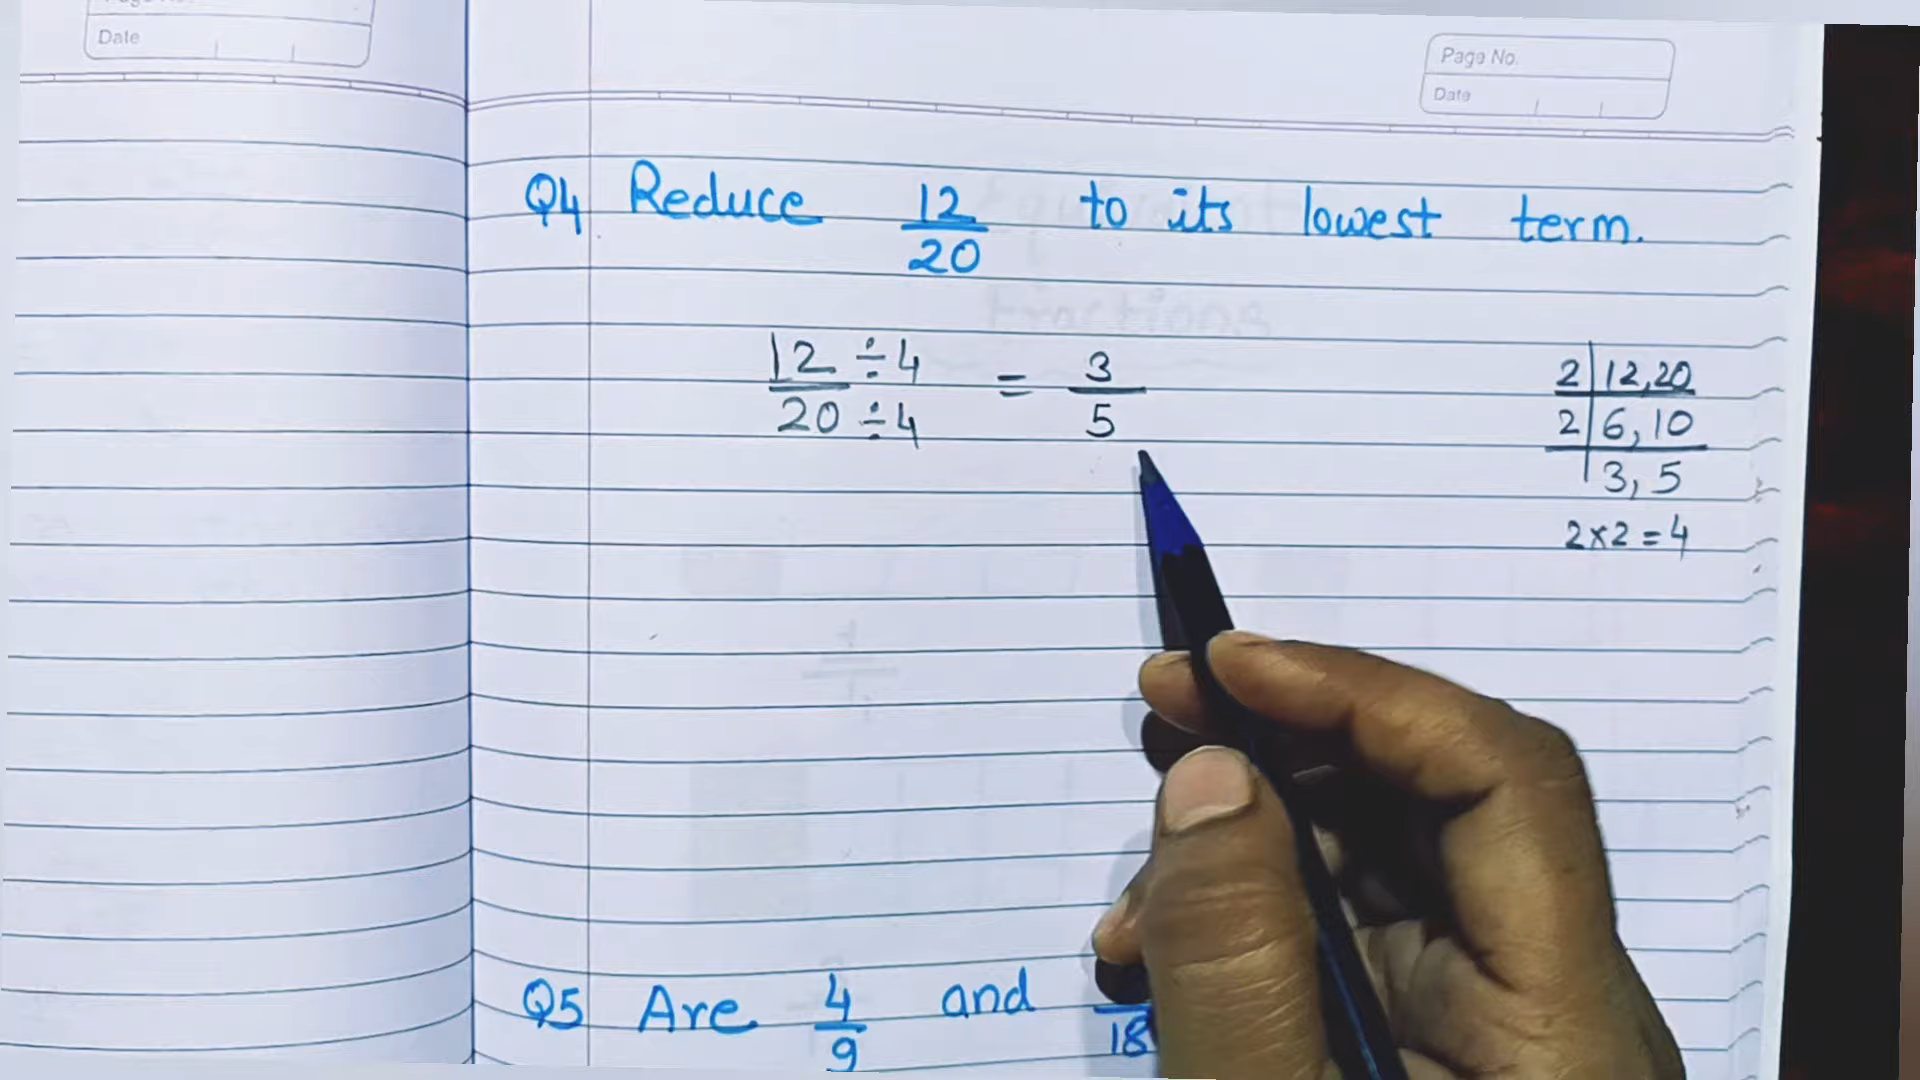 Date
Page No.
Date
Q4 Reduce 12/20 to its lowest term.
12 ÷ 4 / 20 ÷ 4 = 3/5
2 | 12, 20
2 | 6, 10
| 3, 5
2 × 2 = 4
Q5 Are 4/9 and /18